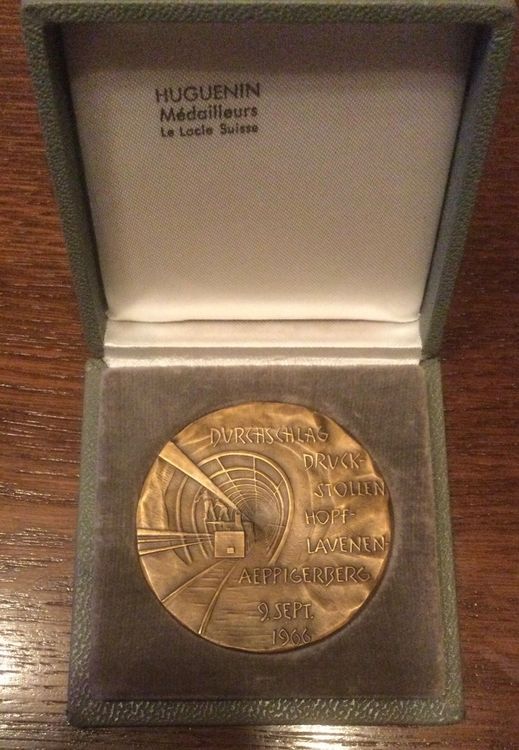 HUGUENIN
Médailleurs
Le Locle Suisse
DURCHSCHLAG
DRUCK-
STOLLEN
HOPF-
LAVENEN-
AEPPIGERBERG
9. SEPT.
1966